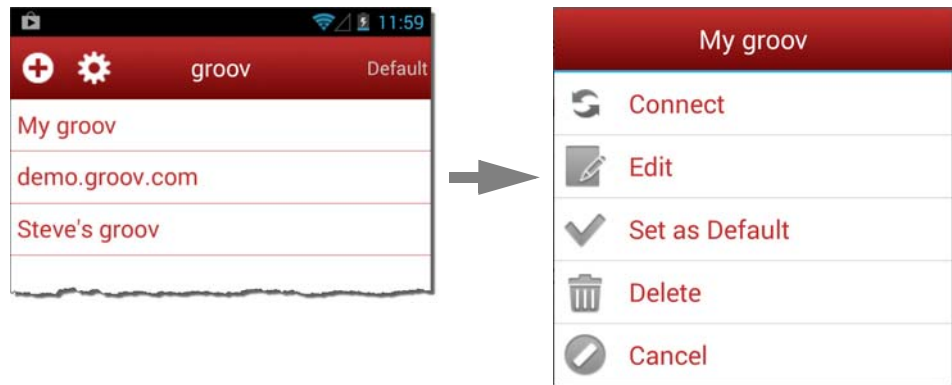 11:59
groov
Default
My groov
demo.groov.com
Steve's groov
My groov
Connect
Edit
Set as Default
Delete
Cancel